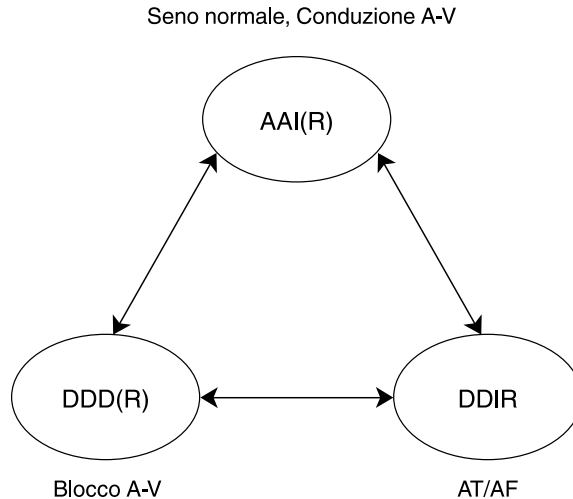 Seno normale, Conduzione A-V
AAI(R)
DDD(R)
DDIR
Blocco A-V
AT/AF